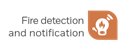 Fire detection
and notification